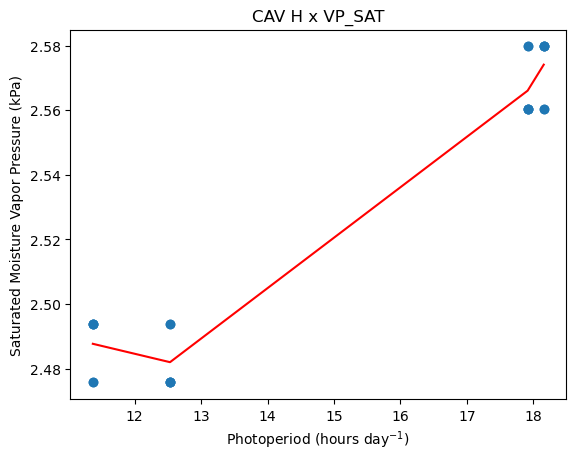 CAV H x VP_SAT
2.58
2.56
2.54
2.52
2.50
2.48
Saturated Moisture Vapor Pressure (kPa)
12 13 14 15 16 17 18
Photoperiod (hours day⁻¹)